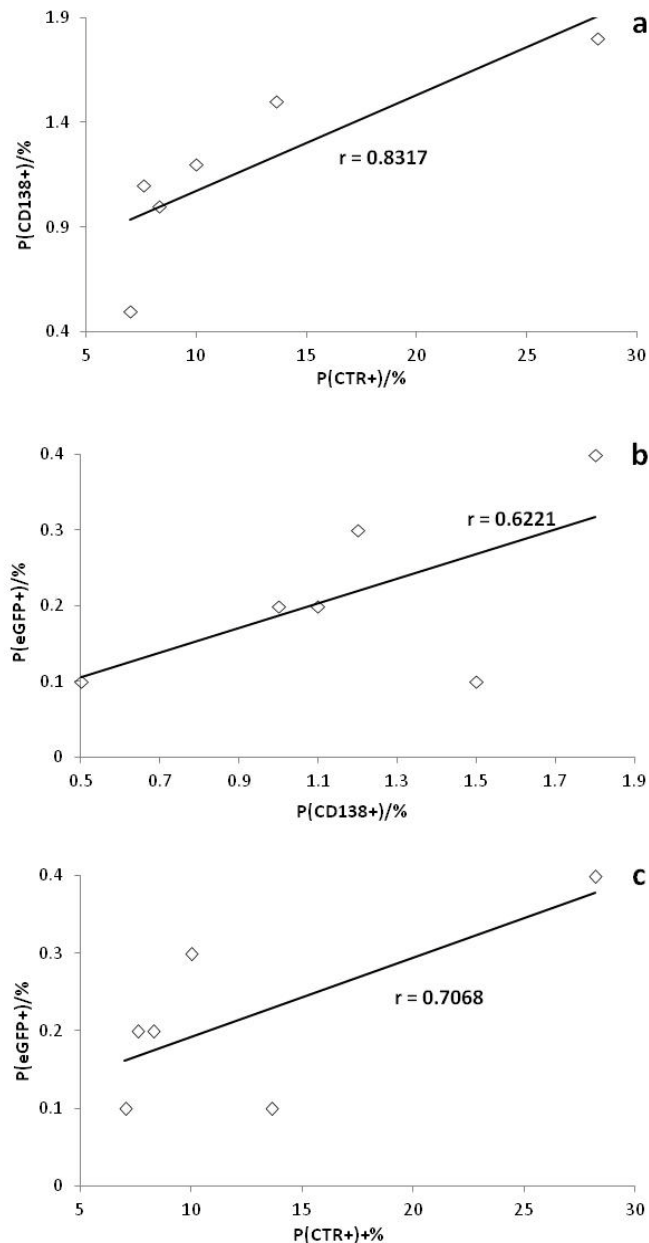 a
1.9
1.4
0.9
0.4
P(CD138+)/%
r = 0.8317
5 10 15 20 25 30
P(CTR+)/%
b
0.4
0.3
0.2
0.1
0
P(eGFP+)/%
r = 0.6221
0.5 0.7 0.9 1.1 1.3 1.5 1.7 1.9
P(CD138+)/%
c
0.4
0.3
0.2
0.1
0
P(eGFP+)/%
r = 0.7068
5 10 15 20 25 30
P(CTR+)+%